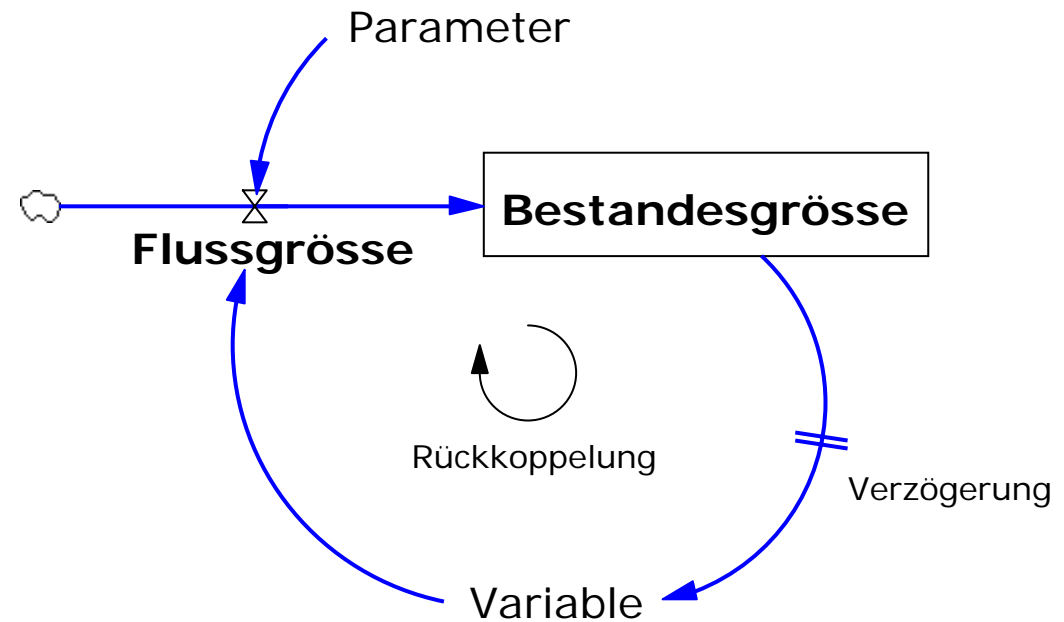 Parameter
Bestandesgrösse
Flussgrösse
Rückkoppelung
Verzögerung
Variable